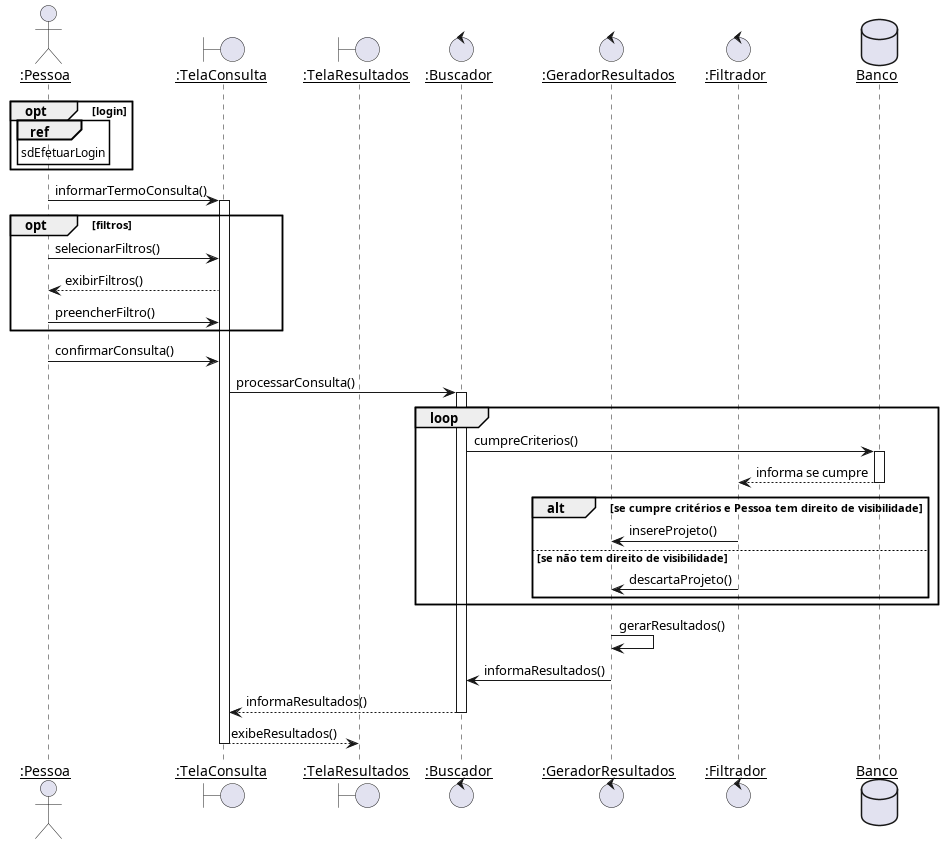 :Pessoa :TelaConsulta :TelaResultados :Buscador :GeradorResultados :Filtrador Banco
opt [login]
ref
sdEfetuarLogin
informarTermoConsulta()
opt [filtros]
selecionarFiltros()
exibirFiltros()
preencherFiltro()
confirmarConsulta()
processarConsulta()
loop
cumpreCriterios()
informa se cumpre
alt [se cumpre critérios e Pessoa tem direito de visibilidade]
insereProjeto()
[se não tem direito de visibilidade]
descartaProjeto()
gerarResultados()
informaResultados()
informaResultados()
exibeResultados()
:Pessoa :TelaConsulta :TelaResultados :Buscador :GeradorResultados :Filtrador Banco